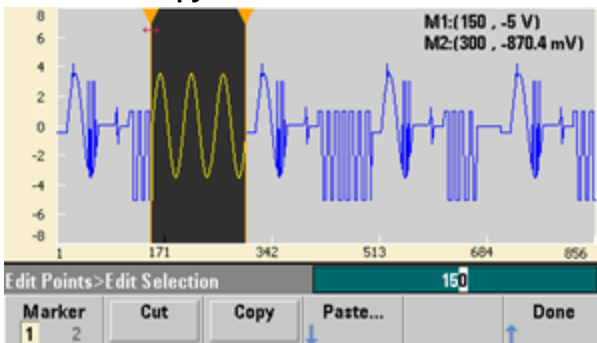 M1:(150 , -5 V)
M2:(300 , -870.4 mV)
8
6
4
2
0
-2
-4
-6
-8
1 171 342 513 684 856
Edit Points>Edit Selection 150
Marker Cut Copy Paste... Done
1 2